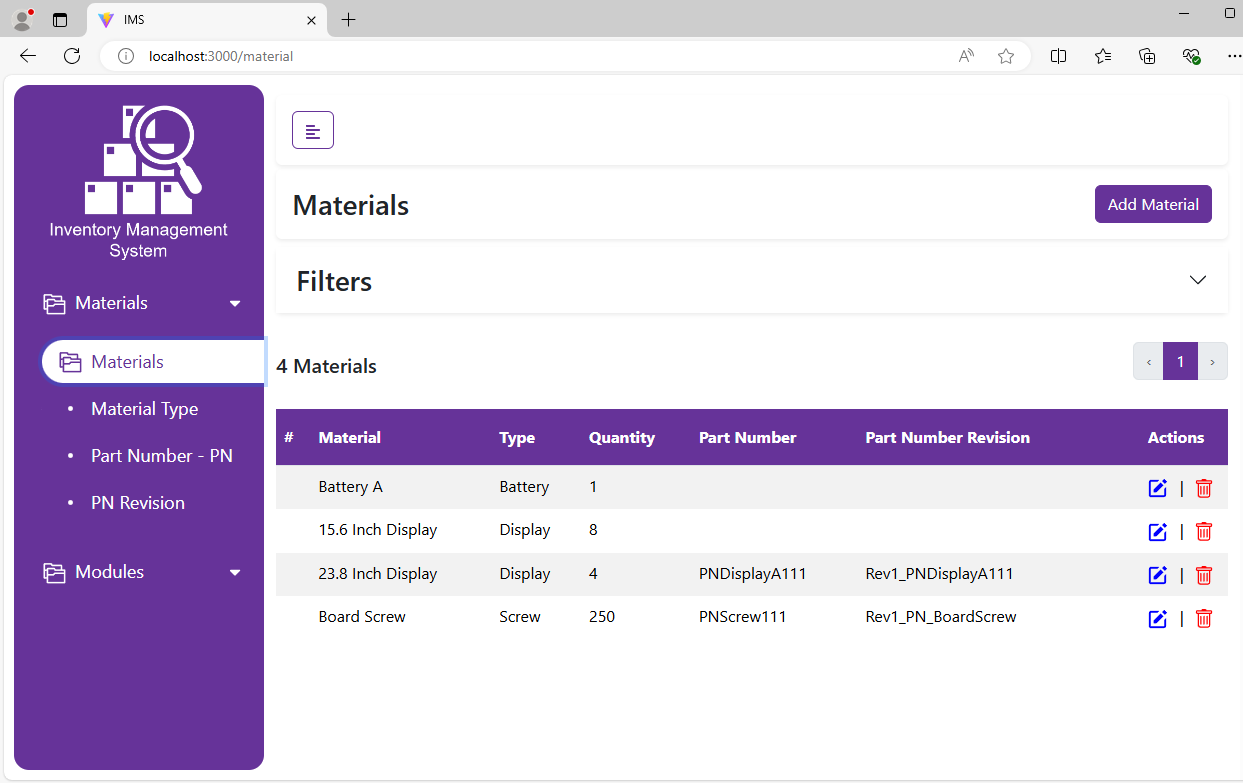 IMS
localhost:3000/material
Inventory Management
System
Materials
Materials
Material Type
Part Number - PN
PN Revision
Modules
Materials
Add Material
Filters
4 Materials
‹ 1 ›
# Material Type Quantity Part Number Part Number Revision Actions
Battery A Battery 1 |
15.6 Inch Display Display 8 |
23.8 Inch Display Display 4 PNDisplayA111 Rev1_PNDisplayA111 |
Board Screw Screw 250 PNScrew111 Rev1_PN_BoardScrew |